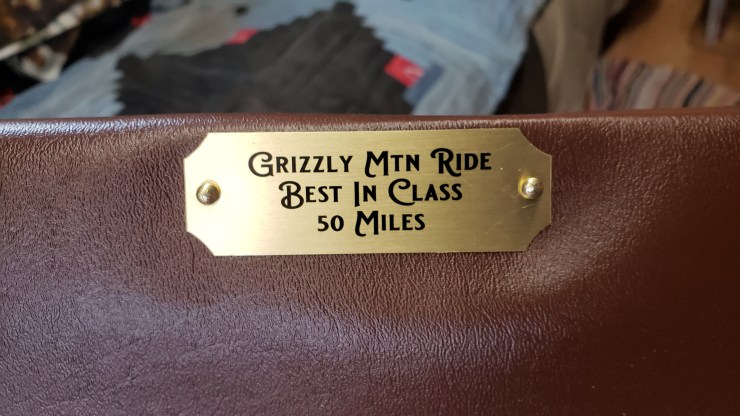 Grizzly Mtn Ride
Best In Class
50 Miles